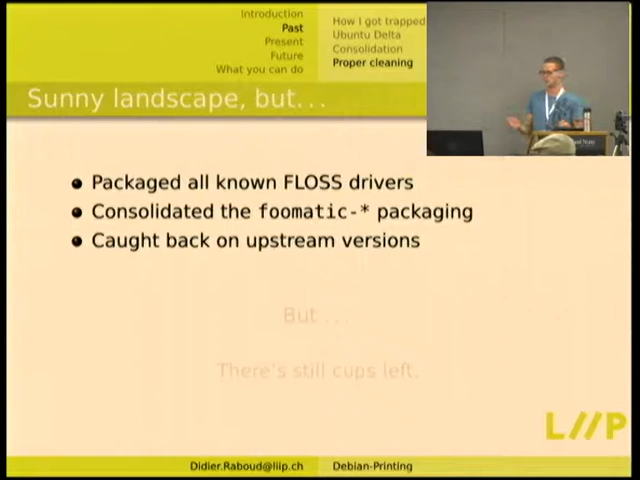 Introduction
Past
Present
Future
What you can do
How I got trapped
Ubuntu Delta
Consolidation
Proper cleaning
Sunny landscape, but...
Packaged all known FLOSS drivers
Consolidated the foomatic-* packaging
Caught back on upstream versions
But ...
There's still cups left.
LIIP
Didier.Raboud@liip.ch
Debian-Printing